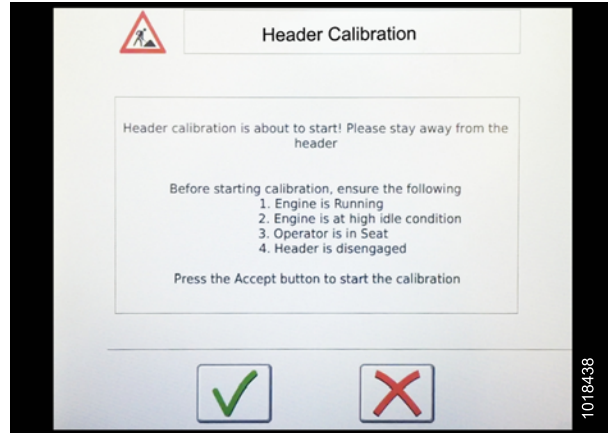 Header Calibration
Header calibration is about to start! Please stay away from the
header
Before starting calibration, ensure the following
1. Engine is Running
2. Engine is at high idle condition
3. Operator is in Seat
4. Header is disengaged
Press the Accept button to start the calibration
1018438